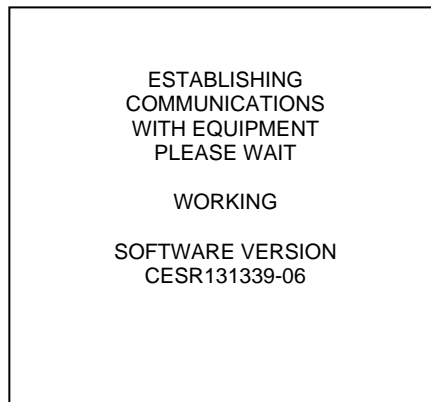 ESTABLISHING
COMMUNICATIONS
WITH EQUIPMENT
PLEASE WAIT
WORKING
SOFTWARE VERSION
CESR131339-06